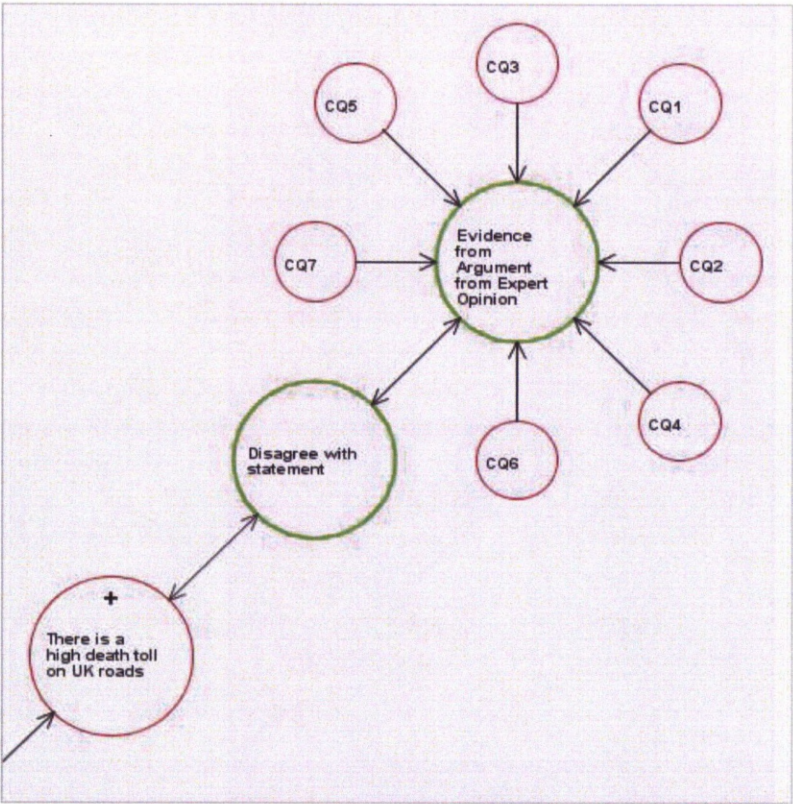 CQ3
CQ5
CQ1
Evidence
from
Argument
from Expert
Opinion
CQ7
CQ2
CQ4
CQ6
Disagree with
statement
+
There is a
high death toll
on UK roads